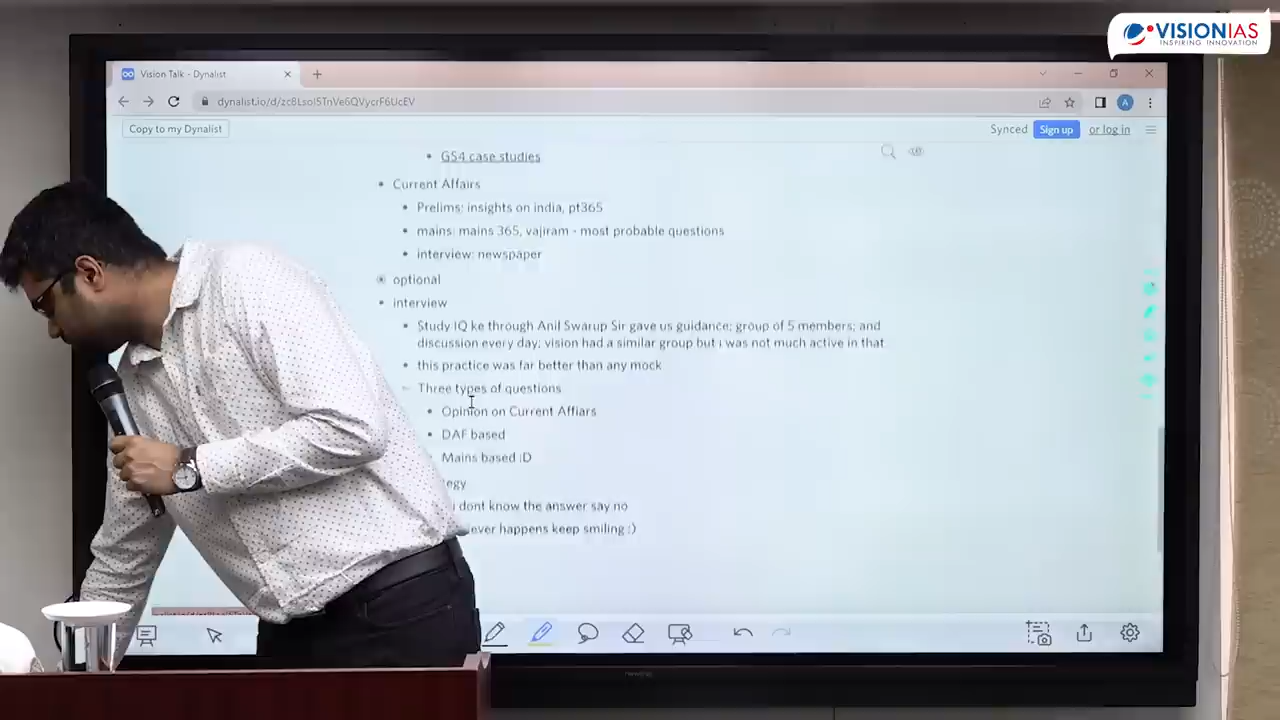 VISIONIAS
INSPIRING INNOVATION
Vision Talk - Dynalist
dynalist.io/d/zc8LsoI5TnVe6QVycrF6UcEV
A
Copy to my Dynalist
Synced
Sign up
or log in
GS4 case studies
Current Affairs
Prelims: insights on india, pt365
mains: mains 365, vajiram - most probable questions
interview: newspaper
optional
interview
Study IQ ke through Anil Swarup Sir gave us guidance; group of 5 members; and
discussion every day; vision had a similar group but i was not much active in that
this practice was far better than any mock
Three types of questions
Opinion on Current Affiars
DAF based
Mains based :D
egy
dont know the answer say no
ever happens keep smiling :)